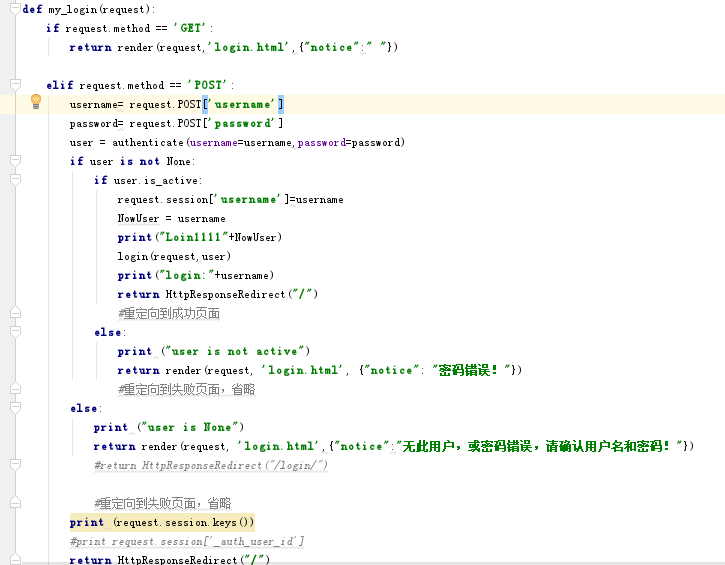 def my_login(request):
    if request.method == 'GET':
        return render(request,'login.html',{"notice":" "})
    elif request.method == 'POST':
        username= request.POST['username']
        password= request.POST['password']
        user = authenticate(username=username,password=password)
        if user is not None:
            if user.is_active:
                request.session['username']=username
                NowUser = username
                print("Loin1111"+NowUser)
                login(request,user)
                print("login:"+username)
                return HttpResponseRedirect("/")
                #重定向到成功页面
            else:
                print ("user is not active")
                return render(request, 'login.html', {"notice": "密码错误！"})
                #重定向到失败页面，省略
        else:
            print ("user is None")
            return render(request, 'login.html',{"notice":"无此用户，或密码错误，请确认用户名和密码！"})
            #return HttpResponseRedirect("/login/")
            #重定向到失败页面，省略
        print (request.session.keys())
        #print request.session['_auth_user_id']
        return HttpResponseRedirect("/")